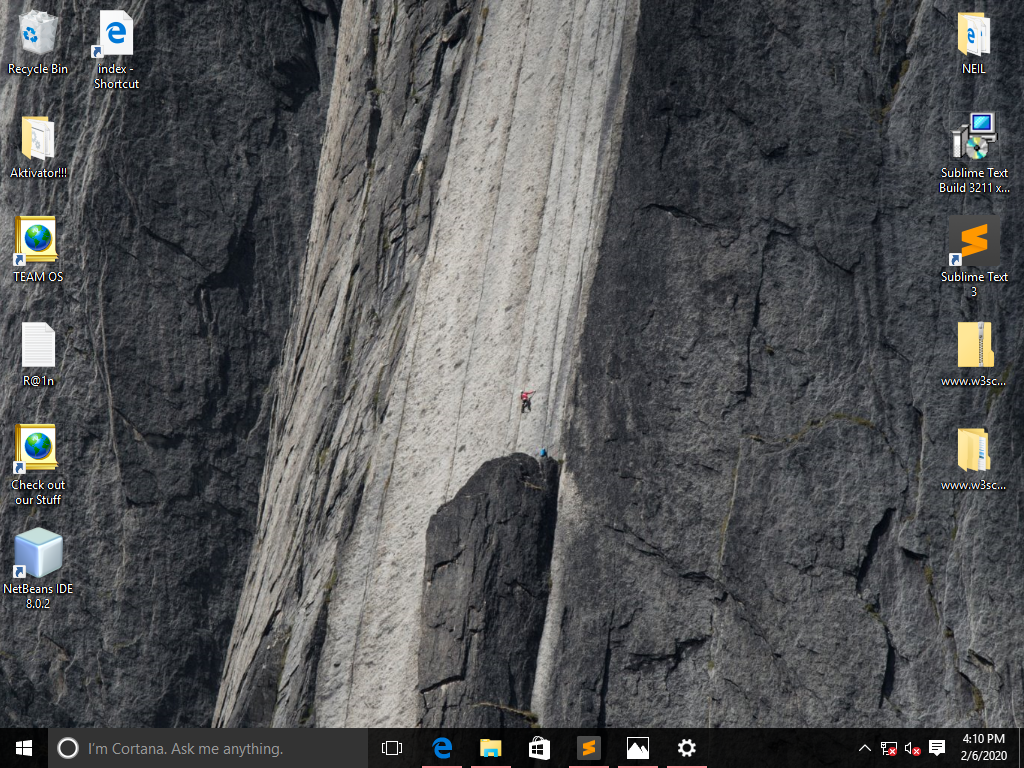 Recycle Bin
index -
Shortcut
Aktivator!!!
TEAM OS
R@1n
Check out
our Stuff
NetBeans IDE
8.0.2
NEIL
Sublime Text
Build 3211 x...
Sublime Text
3
www.w3sc...
www.w3sc...
I'm Cortana. Ask me anything.
4:10 PM
2/6/2020